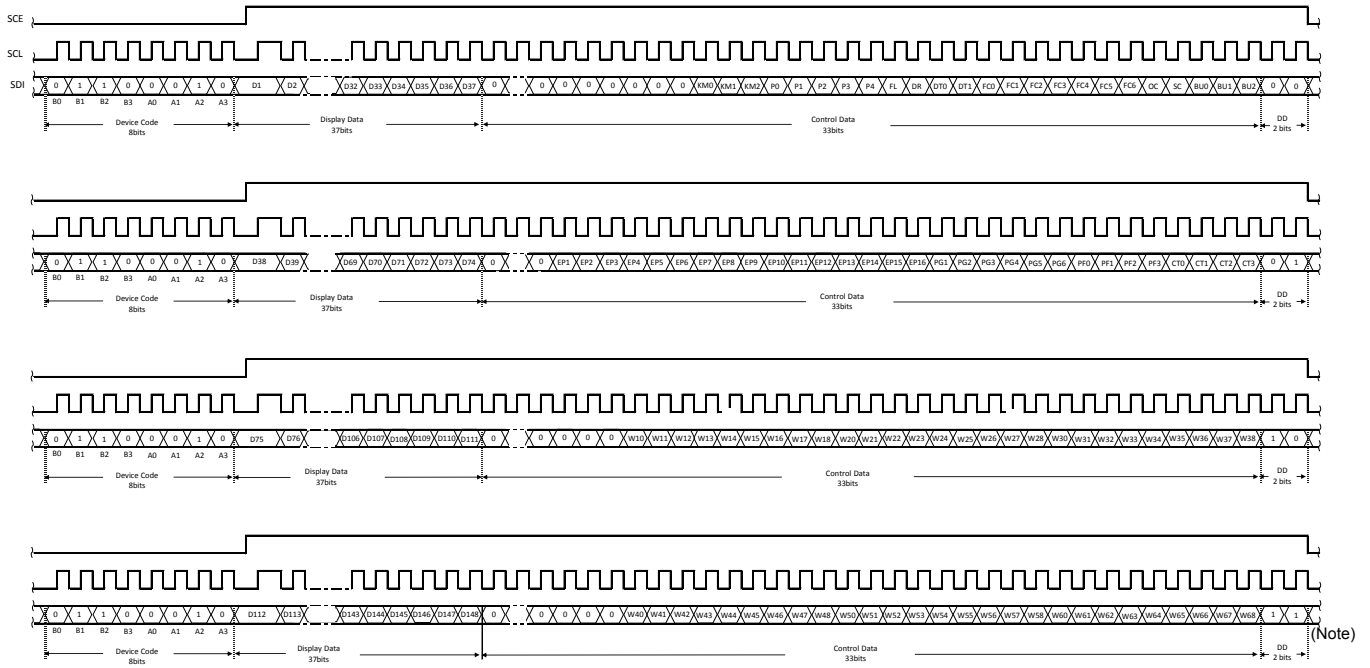 SCE
SCL
SDI 0 1 1 0 0 0 1 0 D1 D2 D32 D33 D34 D35 D36 D37 0 0 0 0 0 0 0 0 KM0 KM1 KM2 P0 P1 P2 P3 P4 FL DR DT0 DT1 FC0 FC1 FC2 FC3 FC4 FC5 FC6 OC SC BU0 BU1 BU2 0 0
B0 B1 B2 B3 A0 A1 A2 A3
Device Code Display Data Control Data DD
8bits 37bits 33bits 2 bits
0 1 1 0 0 0 1 0 D38 D39 D69 D70 D71 D72 D73 D74 0 0 EP1 EP2 EP3 EP4 EP5 EP6 EP7 EP8 EP9 EP10 EP11 EP12 EP13 EP14 EP15 EP16 PG1 PG2 PG3 PG4 PG5 PG6 PF0 PF1 PF2 PF3 CT0 CT1 CT2 CT3 0 1
B0 B1 B2 B3 A0 A1 A2 A3
Device Code Display Data Control Data DD
8bits 37bits 33bits 2 bits
0 1 1 0 0 0 1 0 D75 D76 D106 D107 D108 D109 D110 D111 0 0 0 0 0 W10 W11 W12 W13 W14 W15 W16 W17 W18 W20 W21 W22 W23 W24 W25 W26 W27 W28 W30 W31 W32 W33 W34 W35 W36 W37 W38 1 0
B0 B1 B2 B3 A0 A1 A2 A3
Device Code Display Data Control Data DD
8bits 37bits 33bits 2 bits
0 1 1 0 0 0 1 0 D112 D113 D143 D144 D145 D146 D147 D148 0 0 0 0 0 W40 W41 W42 W43 W44 W45 W46 W47 W48 W50 W51 W52 W53 W54 W55 W56 W57 W58 W60 W61 W62 W63 W64 W65 W66 W67 W68 1 1
(Note)
B0 B1 B2 B3 A0 A1 A2 A3
Device Code Display Data Control Data DD
8bits 37bits 33bits 2 bits